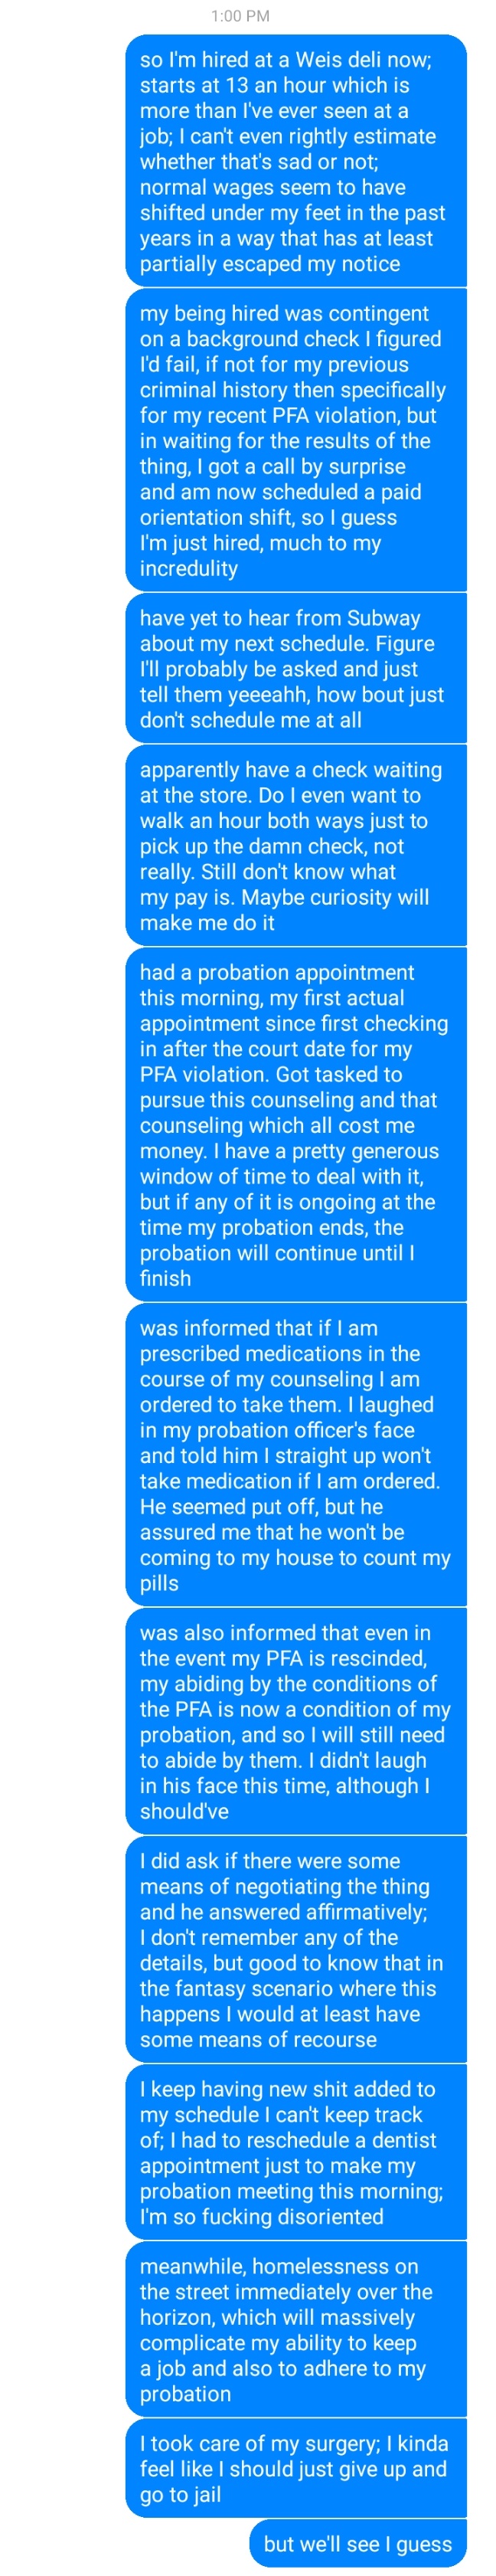 1:00 PM
so I'm hired at a Weis deli now;
starts at 13 an hour which is
more than I've ever seen at a
job; I can't even rightly estimate
whether that's sad or not;
normal wages seem to have
shifted under my feet in the past
years in a way that has at least
partially escaped my notice
my being hired was contingent
on a background check I figured
I'd fail, if not for my previous
criminal history then specifically
for my recent PFA violation, but
in waiting for the results of the
thing, I got a call by surprise
and am now scheduled a paid
orientation shift, so I guess
I'm just hired, much to my
incredulity
have yet to hear from Subway
about my next schedule. Figure
I'll probably be asked and just
tell them yeeeahh, how bout just
don't schedule me at all
apparently have a check waiting
at the store. Do I even want to
walk an hour both ways just to
pick up the damn check, not
really. Still don't know what
my pay is. Maybe curiosity will
make me do it
had a probation appointment
this morning, my first actual
appointment since first checking
in after the court date for my
PFA violation. Got tasked to
pursue this counseling and that
counseling which all cost me
money. I have a pretty generous
window of time to deal with it,
but if any of it is ongoing at the
time my probation ends, the
probation will continue until I
finish
was informed that if I am
prescribed medications in the
course of my counseling I am
ordered to take them. I laughed
in my probation officer's face
and told him I straight up won't
take medication if I am ordered.
He seemed put off, but he
assured me that he won't be
coming to my house to count my
pills
was also informed that even in
the event my PFA is rescinded,
my abiding by the conditions of
the PFA is now a condition of my
probation, and so I will still need
to abide by them. I didn't laugh
in his face this time, although I
should've
I did ask if there were some
means of negotiating the thing
and he answered affirmatively;
I don't remember any of the
details, but good to know that in
the fantasy scenario where this
happens I would at least have
some means of recourse
I keep having new shit added to
my schedule I can't keep track
of; I had to reschedule a dentist
appointment just to make my
probation meeting this morning;
I'm so fucking disoriented
meanwhile, homelessness on
the street immediately over the
horizon, which will massively
complicate my ability to keep
a job and also to adhere to my
probation
I took care of my surgery; I kinda
feel like I should just give up and
go to jail
but we'll see I guess